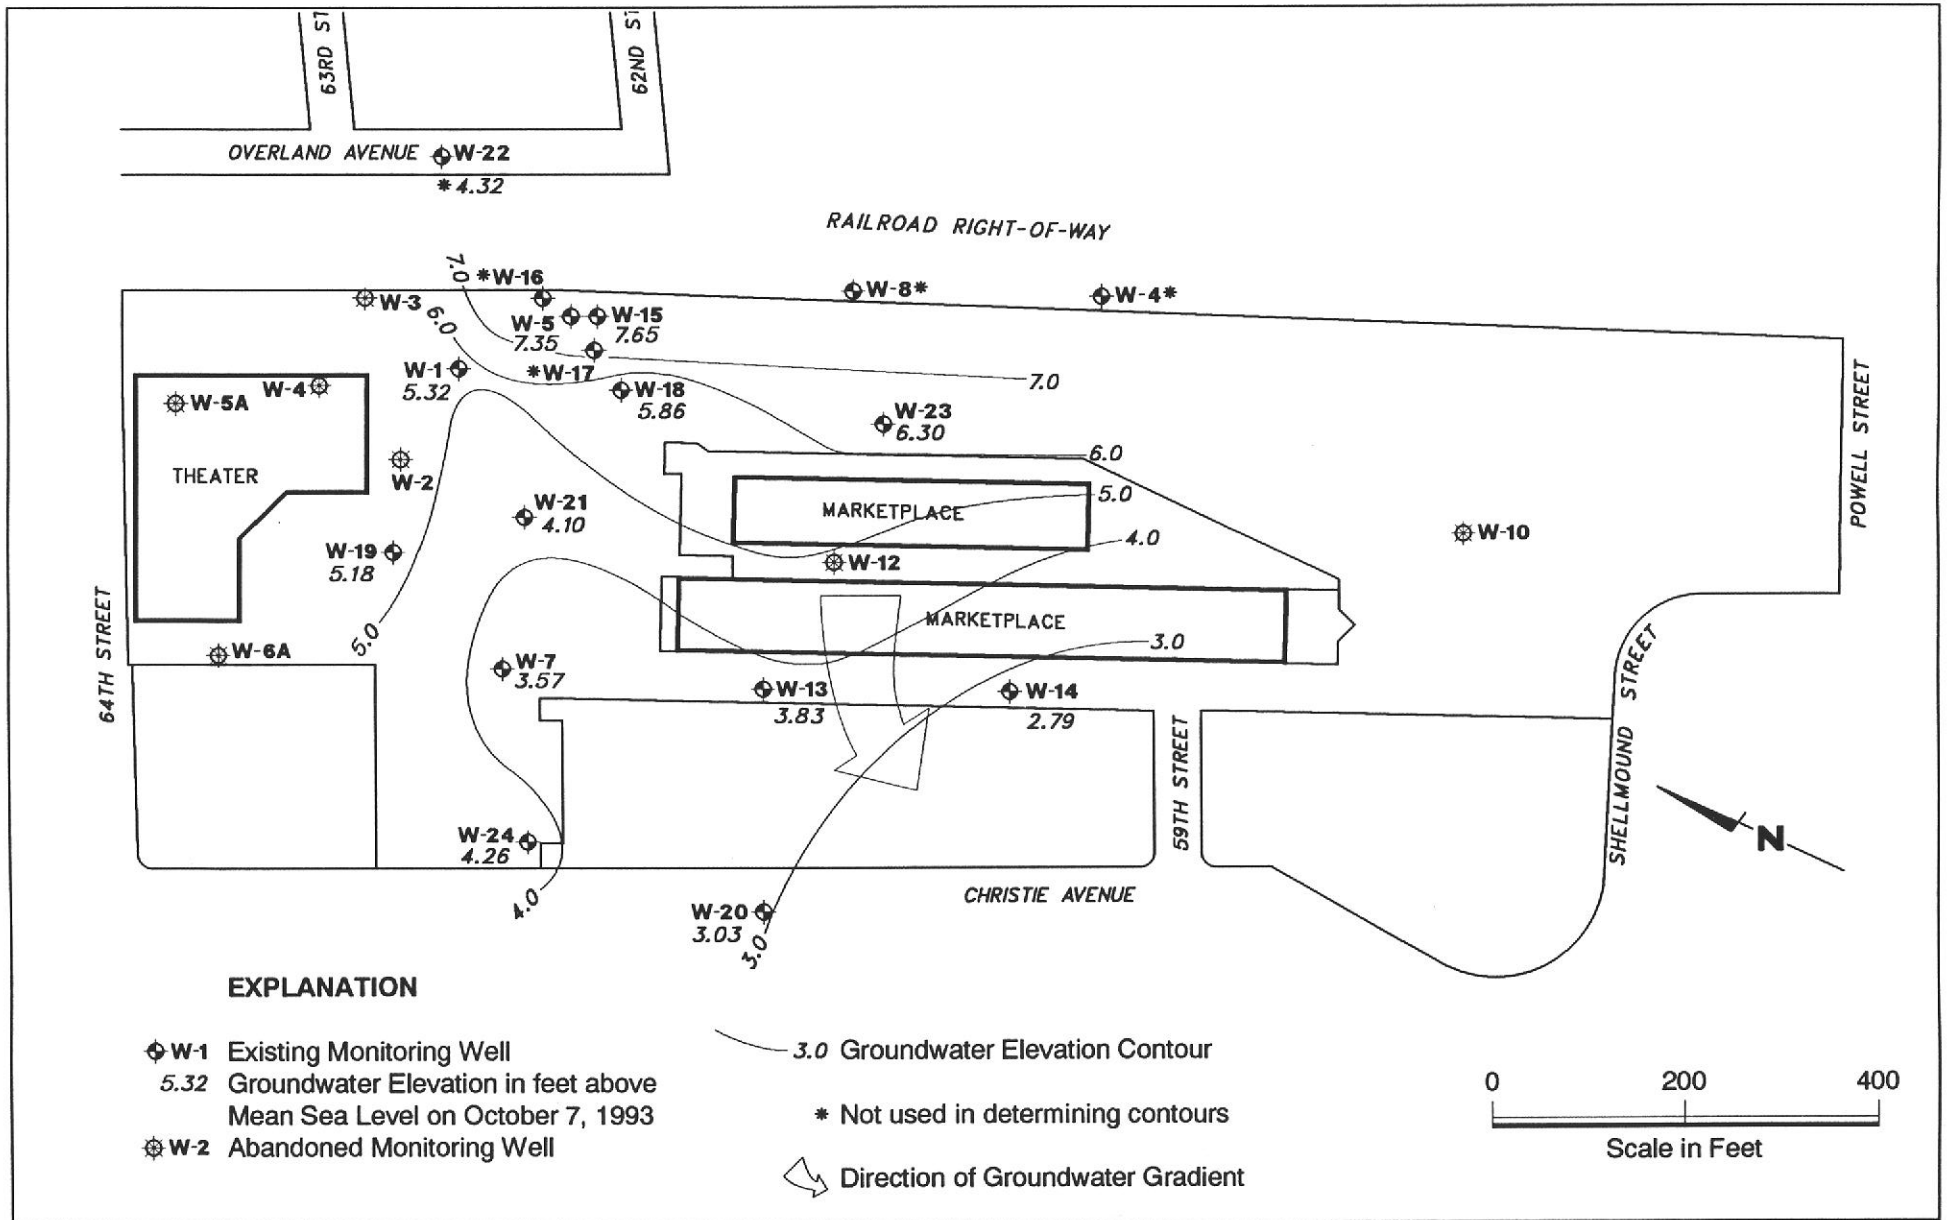 63RD ST
62ND ST
OVERLAND AVENUE
W-22
*4.32
RAILROAD RIGHT-OF-WAY
7.0
*W-16
W-8*
W-4*
W-3
6.0
W-5
7.35
W-15
7.65
W-1
5.32
*W-17
W-18
5.86
7.0
W-4
W-5A
W-23
6.30
THEATER
W-2
6.0
5.0
MARKETPLACE
W-21
4.10
4.0
W-10
POWELL STREET
W-19
5.18
W-12
64TH STREET
5.0
MARKETPLACE
3.0
W-6A
W-7
3.57
W-13
3.83
W-14
2.79
SHELLMOUND STREET
59TH STREET
N
W-24
4.26
4.0
CHRISTIE AVENUE
W-20
3.03
3.0
EXPLANATION
W-1 Existing Monitoring Well
5.32 Groundwater Elevation in feet above
Mean Sea Level on October 7, 1993
W-2 Abandoned Monitoring Well
3.0 Groundwater Elevation Contour
* Not used in determining contours
Direction of Groundwater Gradient
0 200 400
Scale in Feet